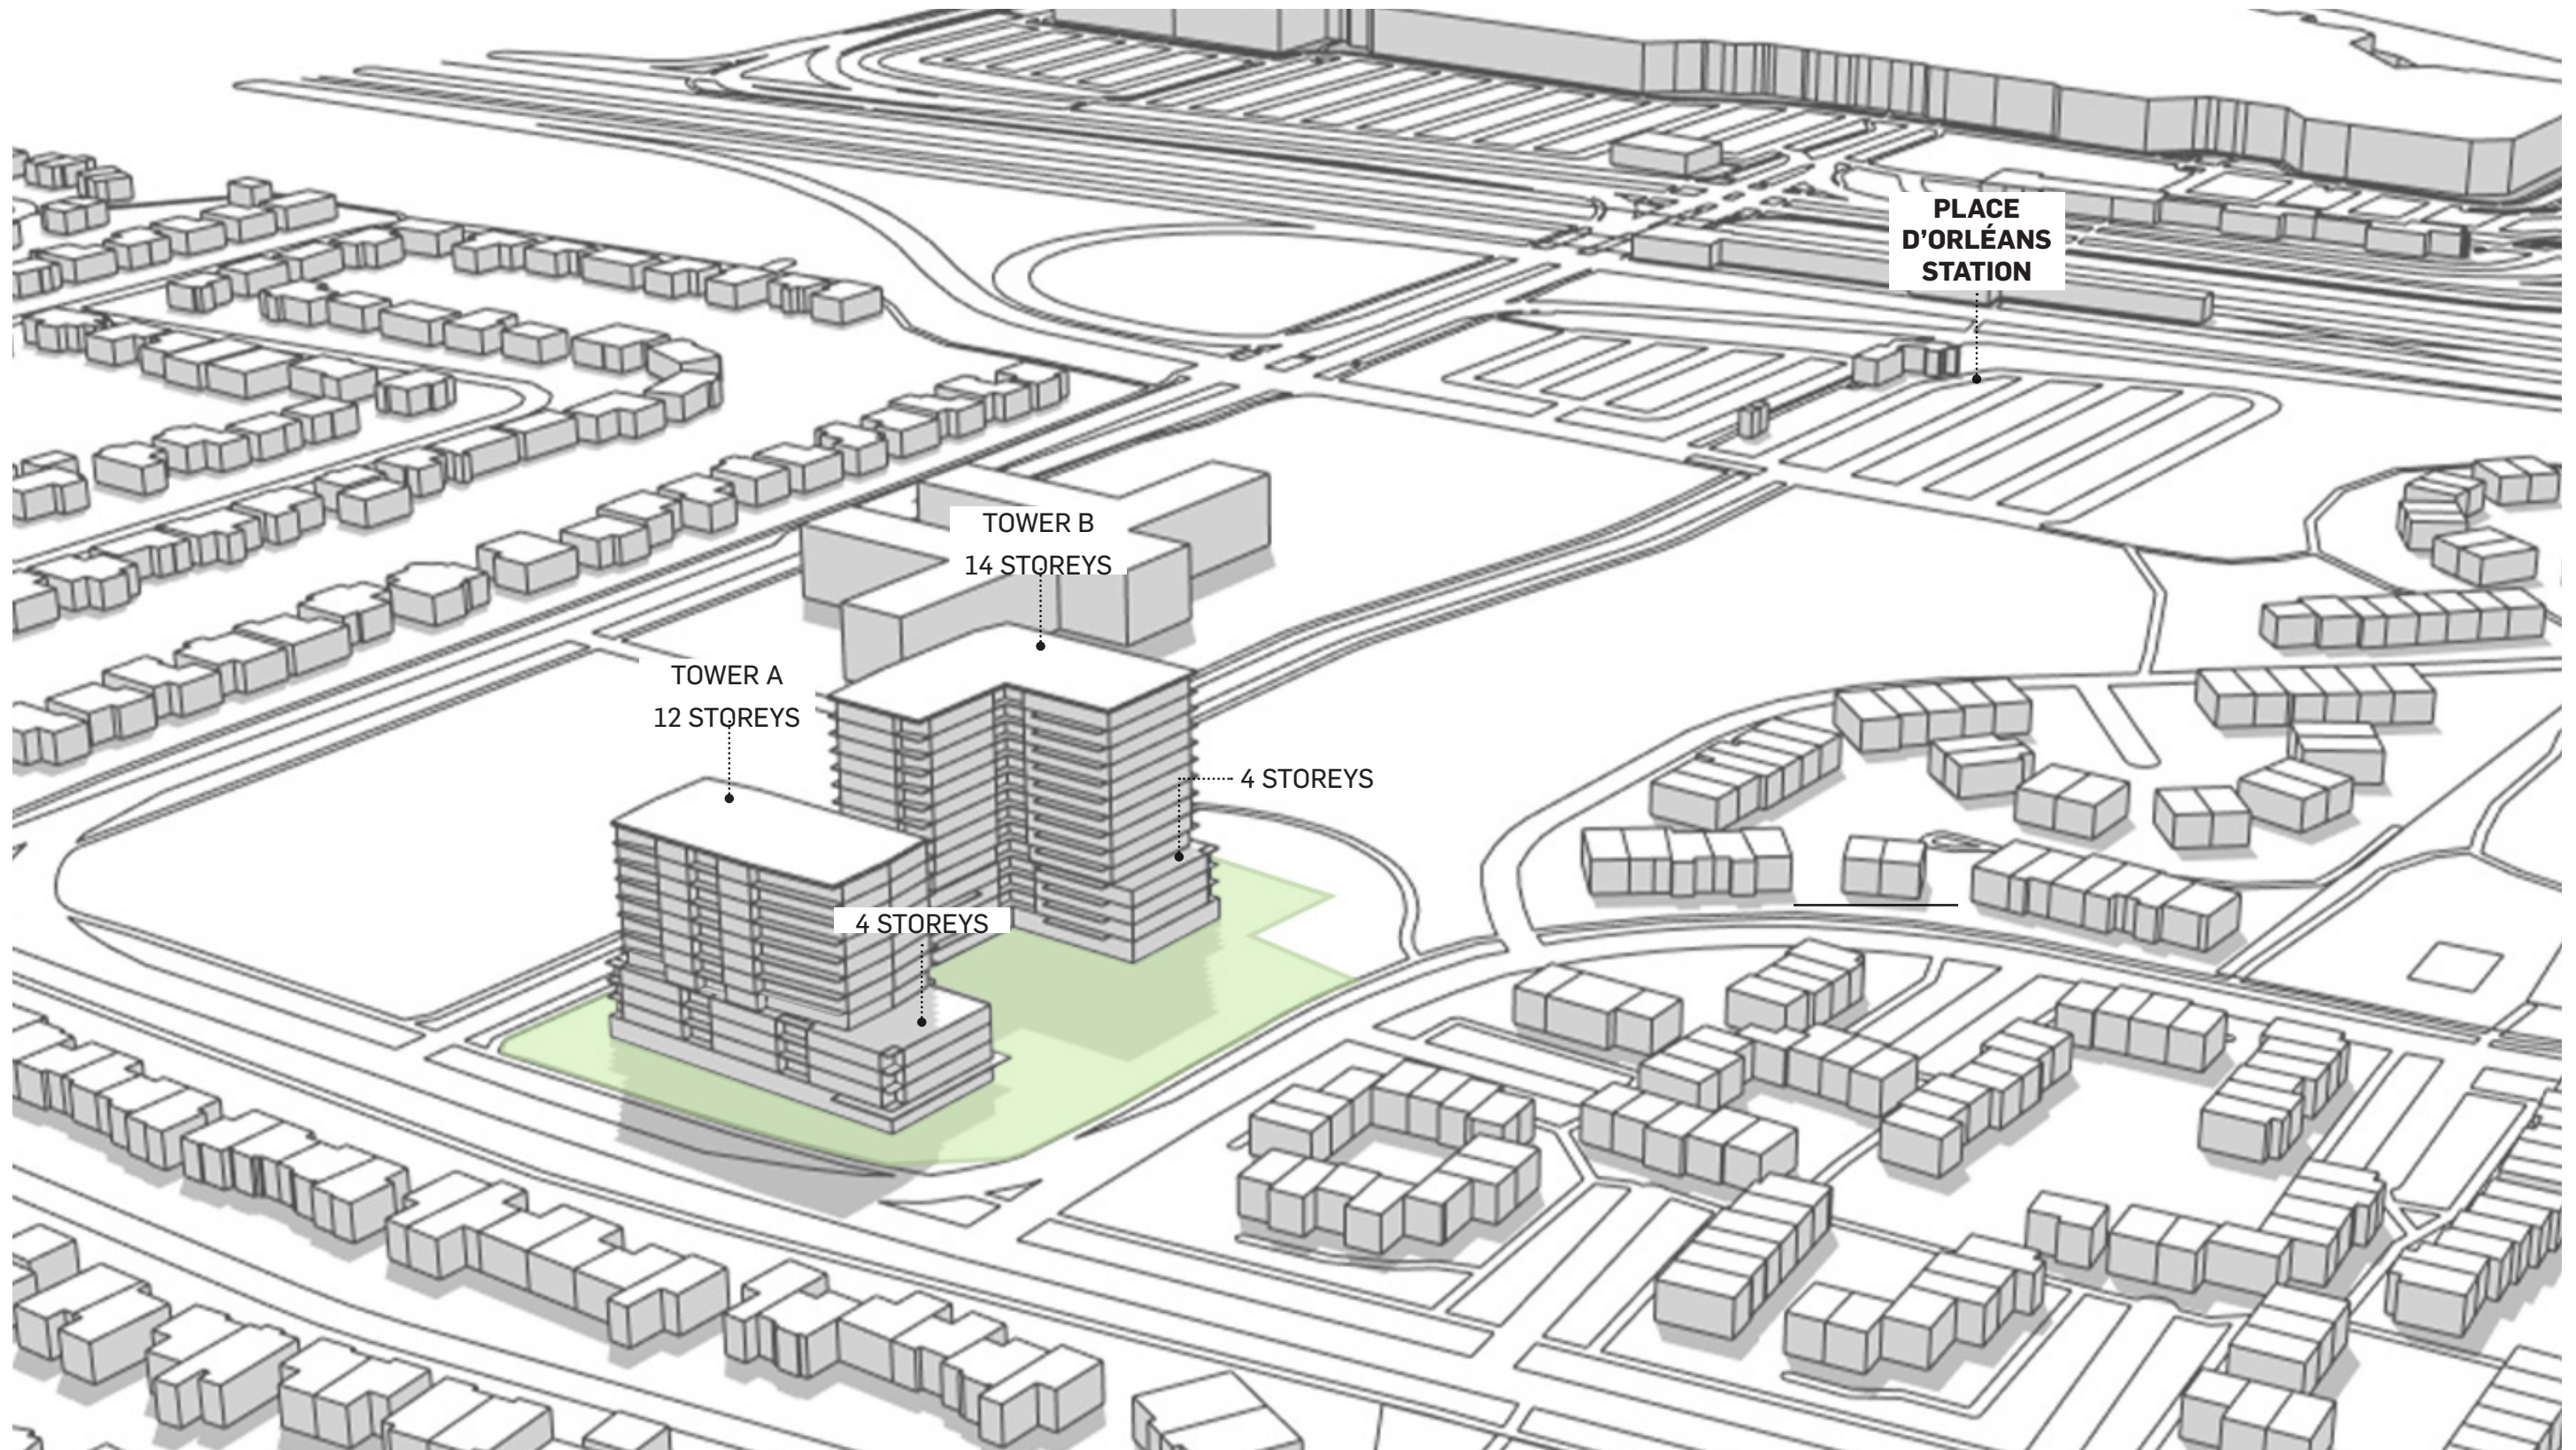 PLACE
D’ORLÉANS
STATION
TOWER B
14 STOREYS
TOWER A
12 STOREYS
4 STOREYS
4 STOREYS